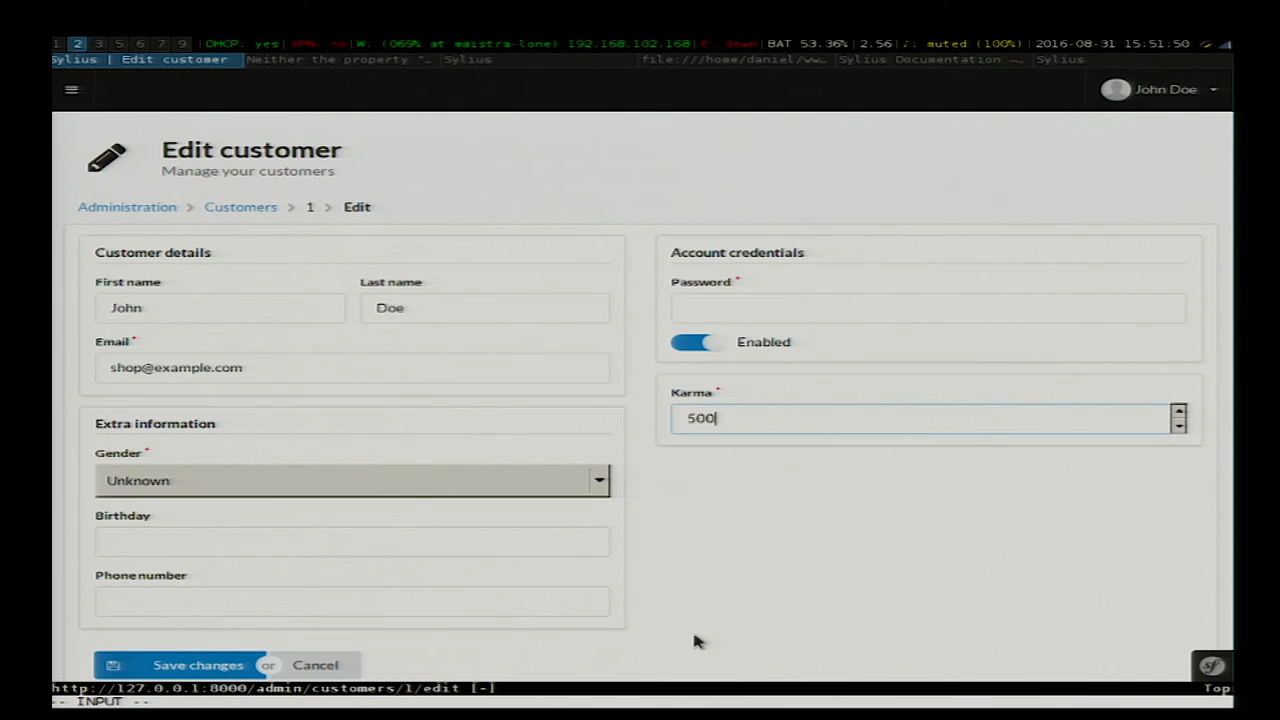 1 2 3 5 6 7 9 DHCP: yes VPN: no W: (069% at maistra-lone) 192.168.102.168 E: down BAT 53.36% 2.56 ♪: muted (100%) 2016-08-31 15:51:50
Sylius | Edit customer Neither the property "… Sylius file:///home/daniel/ww… Sylius Documentation —… Sylius
John Doe
Edit customer
Manage your customers
Administration > Customers > 1 > Edit
Customer details
First name
Last name
John
Doe
Email *
shop@example.com
Extra information
Gender *
Unknown
Birthday
Phone number
Account credentials
Password *
Enabled
Karma *
500
Save changes or Cancel
sf
http://127.0.0.1:8000/admin/customers/1/edit [-] Top
-- INPUT --